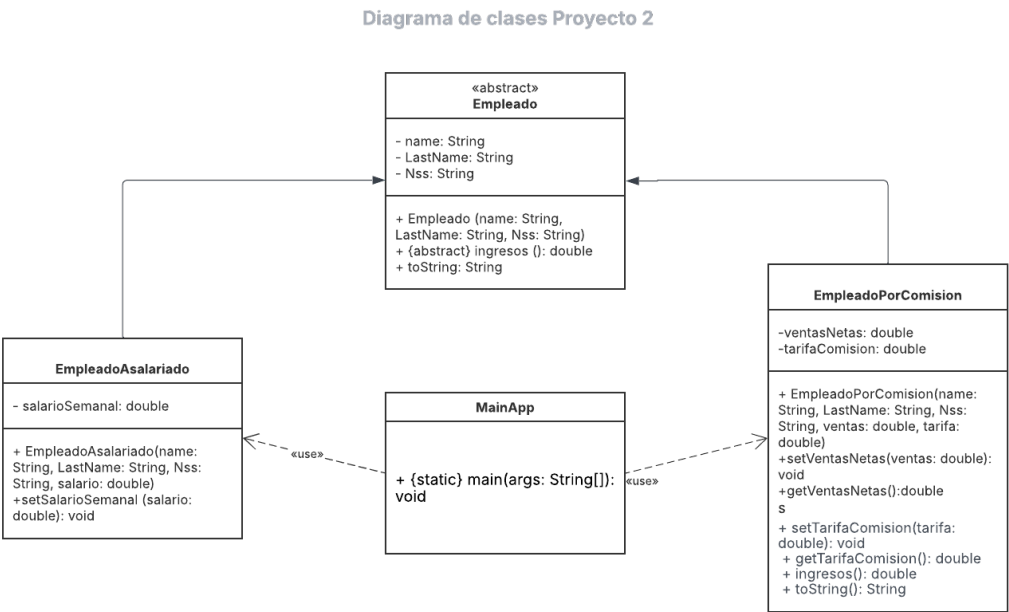 Diagrama de clases Proyecto 2
«abstract»
Empleado
- name: String
- LastName: String
- Nss: String
+ Empleado (name: String,
LastName: String, Nss: String)
+ {abstract} ingresos (): double
+ toString: String
EmpleadoPorComision
-ventasNetas: double
-tarifaComision: double
+ EmpleadoPorComision(name:
String, LastName: String, Nss:
String, ventas: double, tarifa:
double)
+setVentasNetas(ventas: double):
void
+getVentasNetas():double
s
+ setTarifaComision(tarifa:
double): void
+ getTarifaComision(): double
+ ingresos(): double
+ toString(): String
EmpleadoAsalariado
- salarioSemanal: double
+ EmpleadoAsalariado(name:
String, LastName: String, Nss:
String, salario: double)
+setSalarioSemanal (salario:
double): void
«use»
MainApp
+ {static} main(args: String[]):
void
«use»